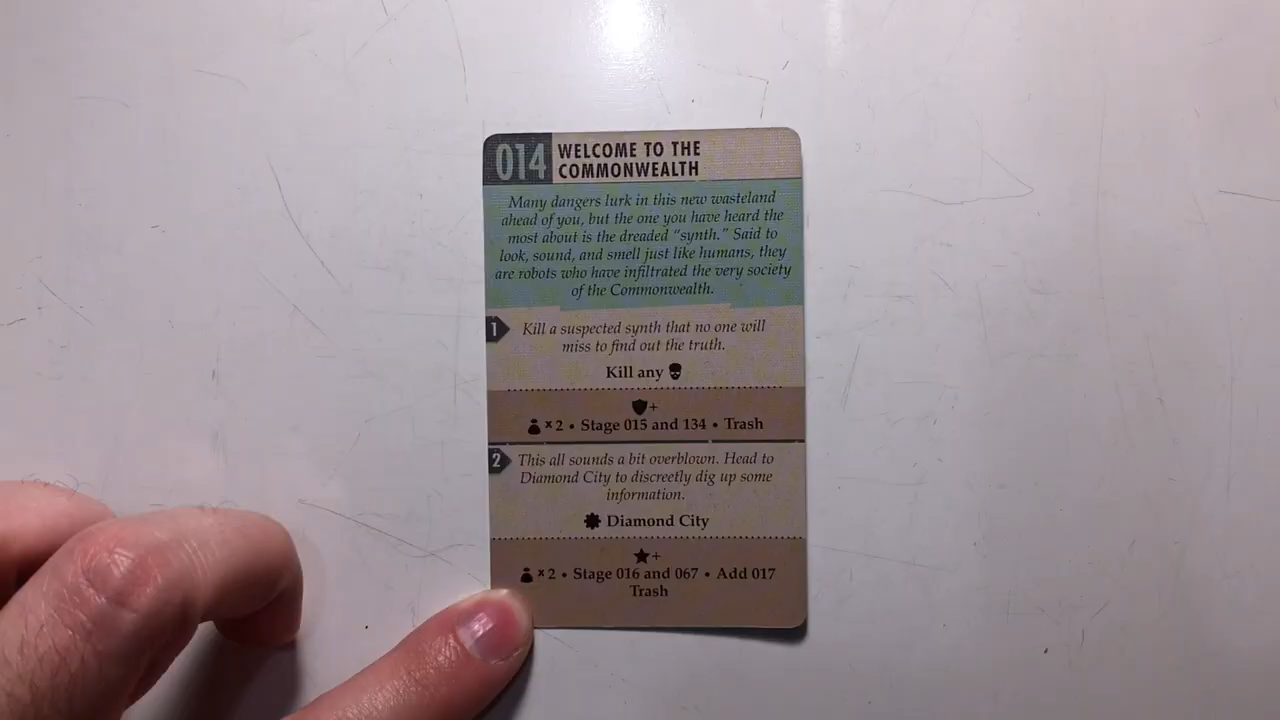 014
WELCOME TO THE
COMMONWEALTH
Many dangers lurk in this new wasteland
ahead of you, but the one you have heard the
most about is the dreaded “synth.” Said to
look, sound, and smell just like humans, they
are robots who have infiltrated the very society
of the Commonwealth.
1
Kill a suspected synth that no one will
miss to find out the truth.
Kill any
+
x 2 • Stage 015 and 134 • Trash
2
This all sounds a bit overblown. Head to
Diamond City to discreetly dig up some
information.
Diamond City
+
x 2 • Stage 016 and 067 • Add 017
Trash